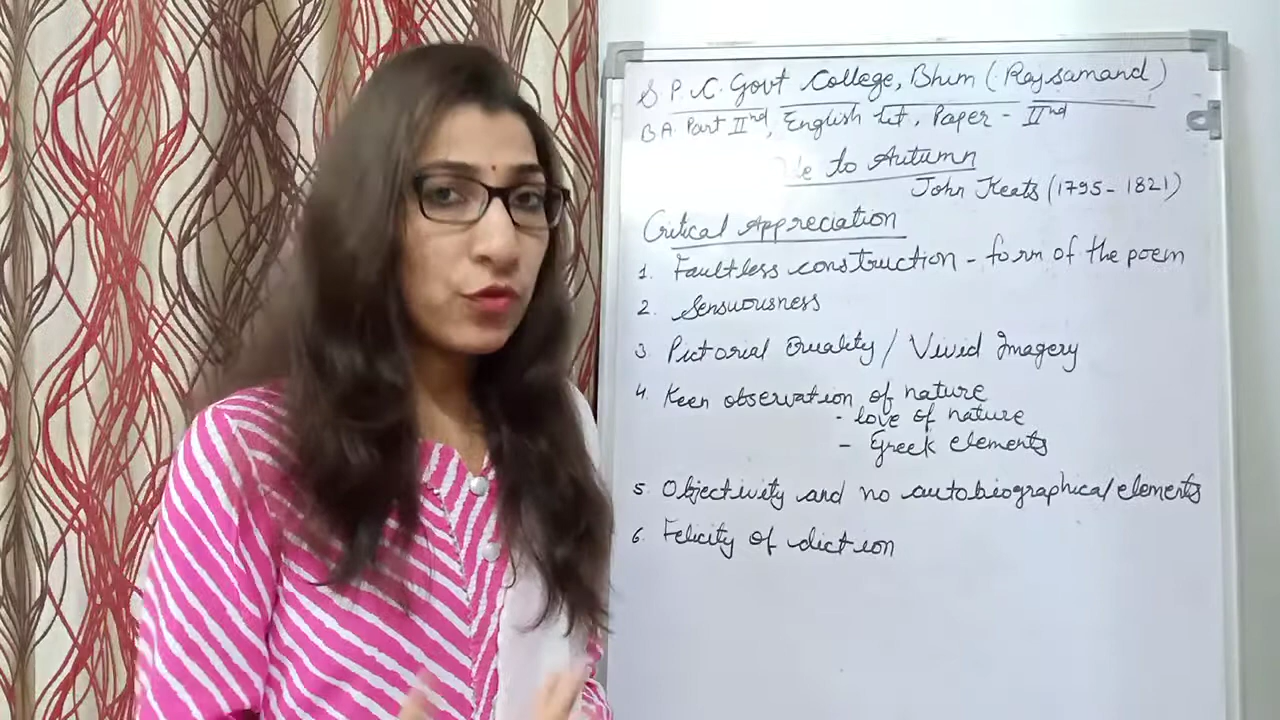 S. P. C. Govt College, Bhim (Rajsamand)
BA. Part IInd, English Lit, Paper - IInd
to Autumn
John Keats (1795-1821)
Critical Appreciation
1. Faultless construction - form of the poem
2. Sensuousness
3. Pictorial Quality / Vivid Imagery
4. Keen observation of nature
- love of nature
- Greek elements
5. Objectivity and no autobiographical elements
6. Felicity of diction